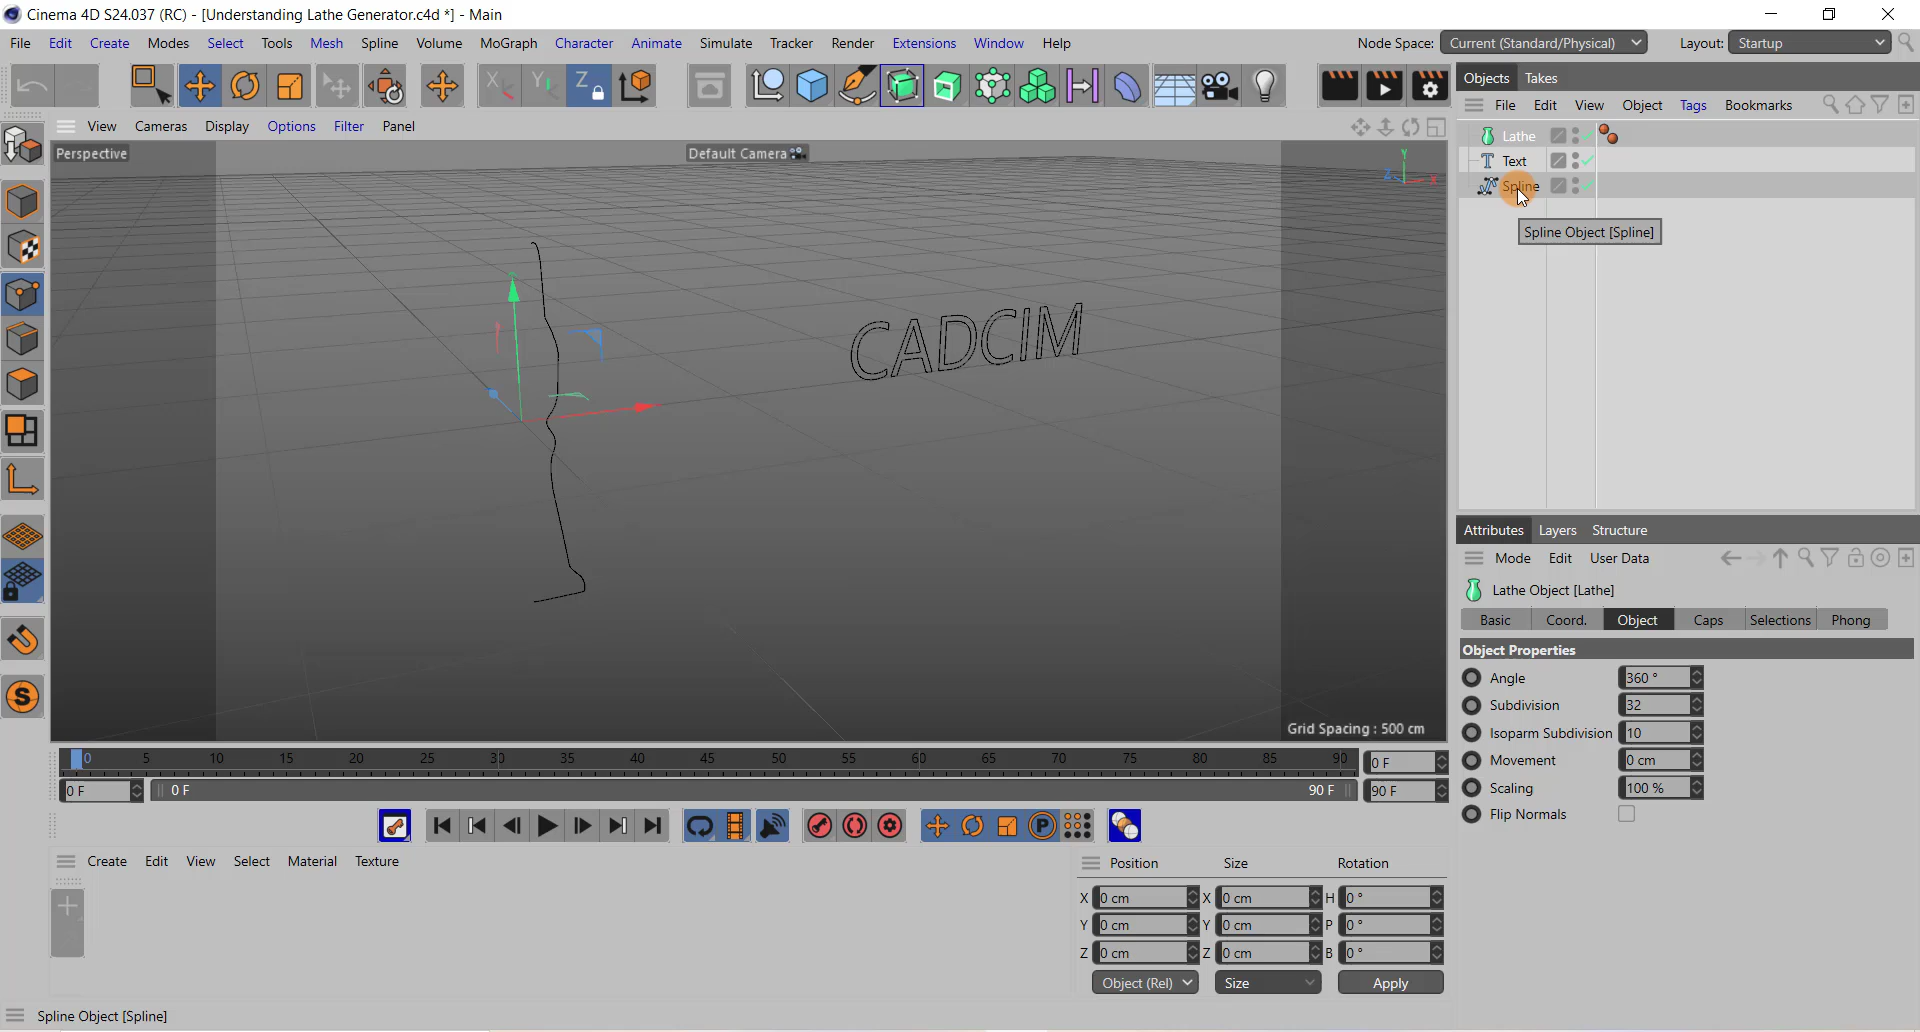 Cinema 4D S24.037 (RC) - [Understanding Lathe Generator.c4d *] - Main
File Edit Create Modes Select Tools Mesh Spline Volume MoGraph Character Animate Simulate Tracker Render Extensions Window Help
Node Space: Current (Standard/Physical) Layout: Startup
X Y Z
Objects Takes
File Edit View Object Tags Bookmarks
View Cameras Display Options Filter Panel
Perspective
Default Camera
Y
Z X
Lathe
Text
Spline
Spline Object [Spline]
CADCIM
Grid Spacing : 500 cm
Attributes Layers Structure
Mode Edit User Data
Lathe Object [Lathe]
Basic Coord. Object Caps Selections Phong
Object Properties
Angle 360 °
Subdivision 32
Isoparm Subdivision 10
Movement 0 cm
Scaling 100 %
Flip Normals
0 5 10 15 20 25 30 35 40 45 50 55 60 65 70 75 80 85 90
0 F
0 F 0 F 90 F 90 F
P
S
Create Edit View Select Material Texture
Position Size Rotation
X 0 cm X 0 cm H 0 °
Y 0 cm Y 0 cm P 0 °
Z 0 cm Z 0 cm B 0 °
Object (Rel) Size Apply
Spline Object [Spline]